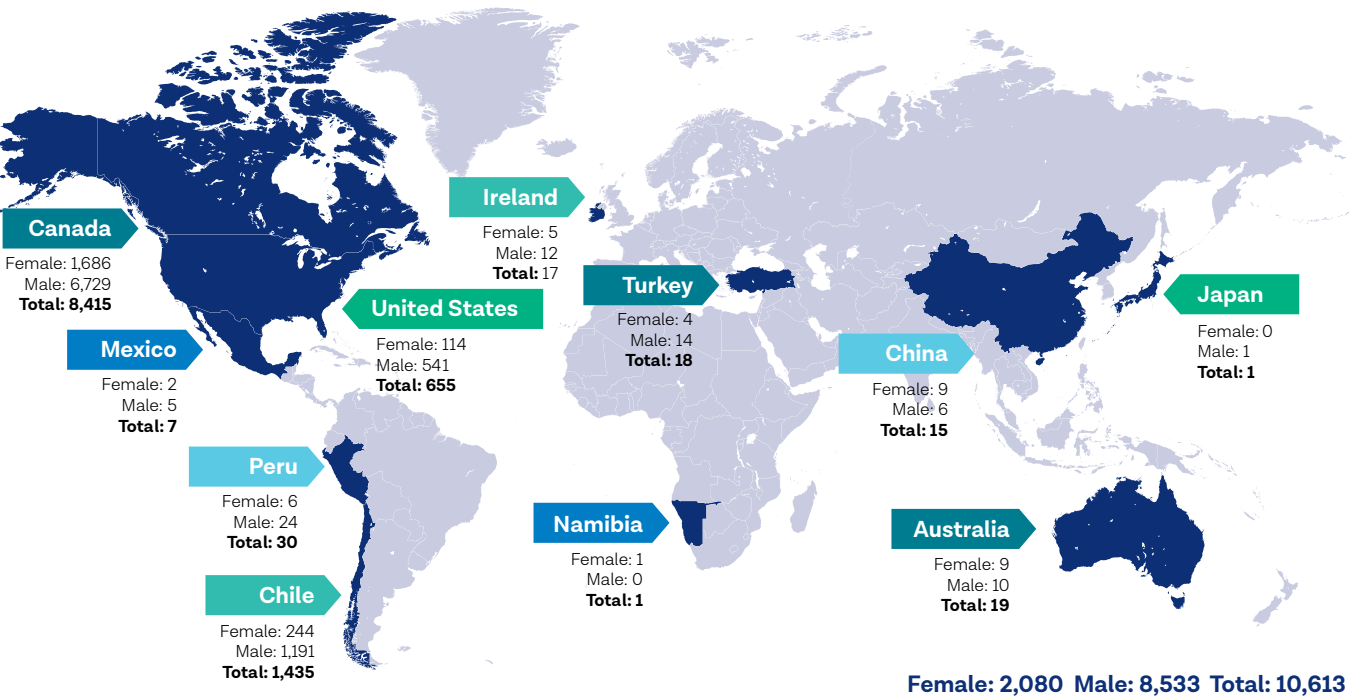 Canada
Female: 1,686
Male: 6,729
Total: 8,415
Ireland
Female: 5
Male: 12
Total: 17
United States
Female: 114
Male: 541
Total: 655
Mexico
Female: 2
Male: 5
Total: 7
Turkey
Female: 4
Male: 14
Total: 18
China
Female: 9
Male: 6
Total: 15
Japan
Female: 0
Male: 1
Total: 1
Peru
Female: 6
Male: 24
Total: 30
Namibia
Female: 1
Male: 0
Total: 1
Australia
Female: 9
Male: 10
Total: 19
Chile
Female: 244
Male: 1,191
Total: 1,435
Female: 2,080 Male: 8,533 Total: 10,613